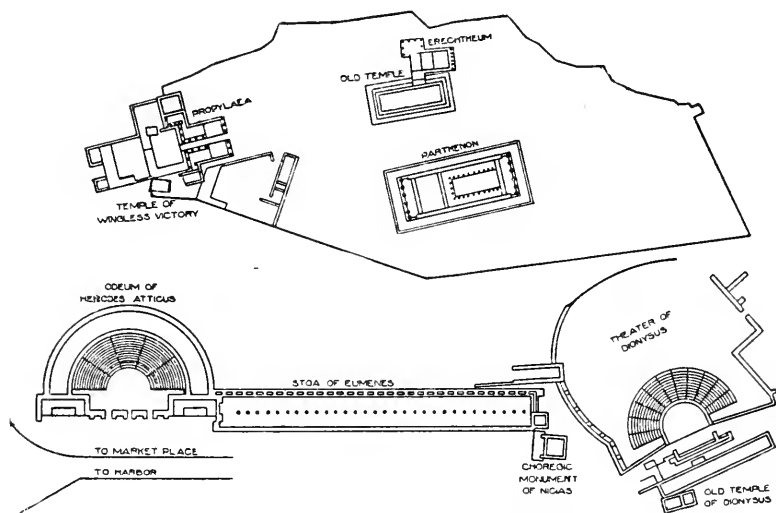 ERECHTHEUM
OLD TEMPLE
PROPYLAEA
PARTHENON
TEMPLE OF
WINGLESS VICTORY
ODEUM OF
HERODES ATTICUS
THEATER OF
DIONYSUS
STOA OF EUMENES
TO MARKET PLACE
TO HARBOR
CHOREGIC
MONUMENT
OF NICIAS
OLD TEMPLE
OF DIONYSUS